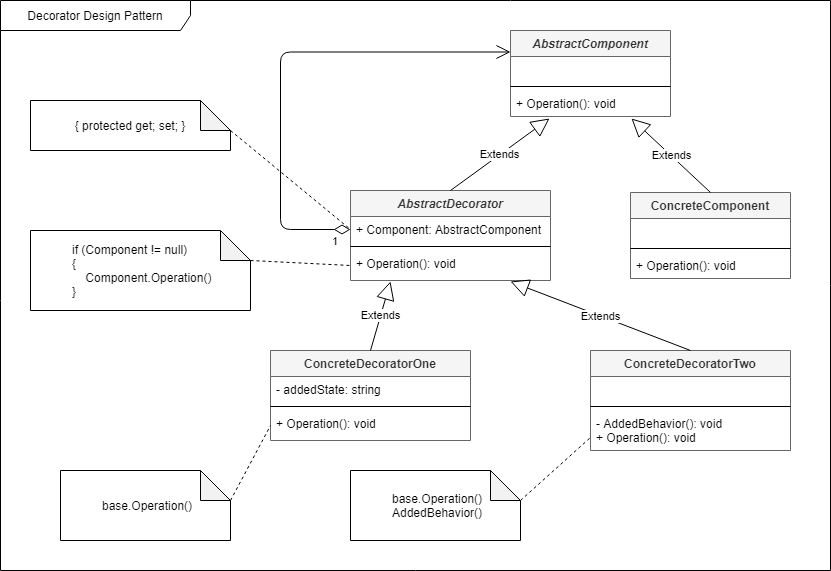 Decorator Design Pattern
AbstractComponent
+ Operation(): void
{ protected get; set; }
Extends
Extends
AbstractDecorator
+ Component: AbstractComponent
1
+ Operation(): void
ConcreteComponent
+ Operation(): void
if (Component != null)
{
Component.Operation()
}
Extends
Extends
ConcreteDecoratorOne
- addedState: string
+ Operation(): void
ConcreteDecoratorTwo
- AddedBehavior(): void
+ Operation(): void
base.Operation()
base.Operation()
AddedBehavior()